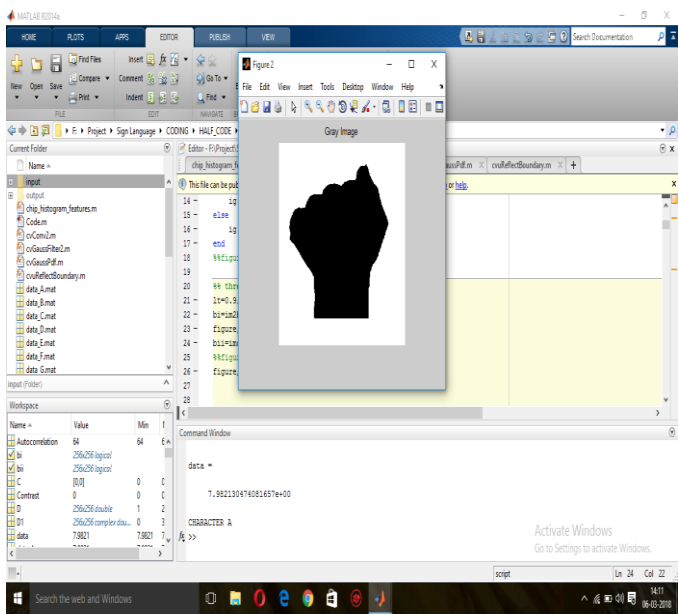 MATLAB R2014a
HOME PLOTS APPS EDITOR PUBLISH VIEW
Search Documentation
New Open Save
Find Files
Compare
Print
Insert
Comment
Indent
Go To
Find
FILE EDIT NAVIGATE
F: Project Sign Language CODING HALF_CODE
Current Folder
Name
input
output
chip_histogram_features.m
Code.m
cvConv2.m
cvGaussFilter2.m
cvGaussPdf.m
cvuReflectBoundary.m
data_A.mat
data_B.mat
data_C.mat
data_D.mat
data_E.mat
data_F.mat
data G.mat
input (Folder)
Workspace
Name Value Min
Autocorrelation 64 64
bi 256x256 logical
bii 256x256 logical
C [0,0] 0
Contrast 0 0
D 256x256 double 1
D1 256x256 complex dou... 0
data 7.9821 7.9821
Editor - F:\Project\
chip_histogram_f
aussPdf.m cvuReflectBoundary.m
This file can be pub
or help.
14 ig
15 else
16 ig
17 end
18 %%figu
19
20 %% thre
21 lt=0.9
22 bi=im2
23 figure,
24 bii=im
25 %%figu
26 figure,
27
28
Figure 2
File Edit View Insert Tools Desktop Window Help
Gray Image
Command Window
data =
7.982130474081657e+00
CHARACTER A
fx >>
Activate Windows
Go to Settings to activate Windows.
script Ln 24 Col 22
Search the web and Windows
14:11
06-03-2018